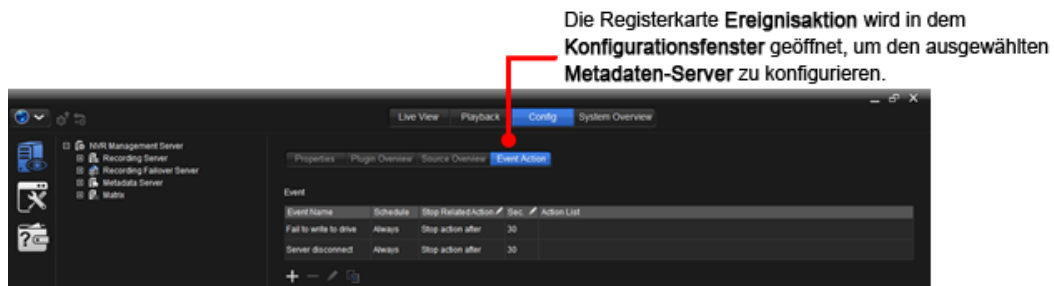 Die Registerkarte Ereignisaktion wird in dem
Konfigurationsfenster geöffnet, um den ausgewählten
Metadaten-Server zu konfigurieren.
Live View Playback Config System Overview
NVR Management Server
Recording Server
Recording Failover Server
Metadata Server
Matrix
Properties Plugin Overview Source Overview Event Action
Event
Event Name Schedule Stop Related Action Sec. Action List
Fail to write to drive Always Stop action after 30
Server disconnect Always Stop action after 30